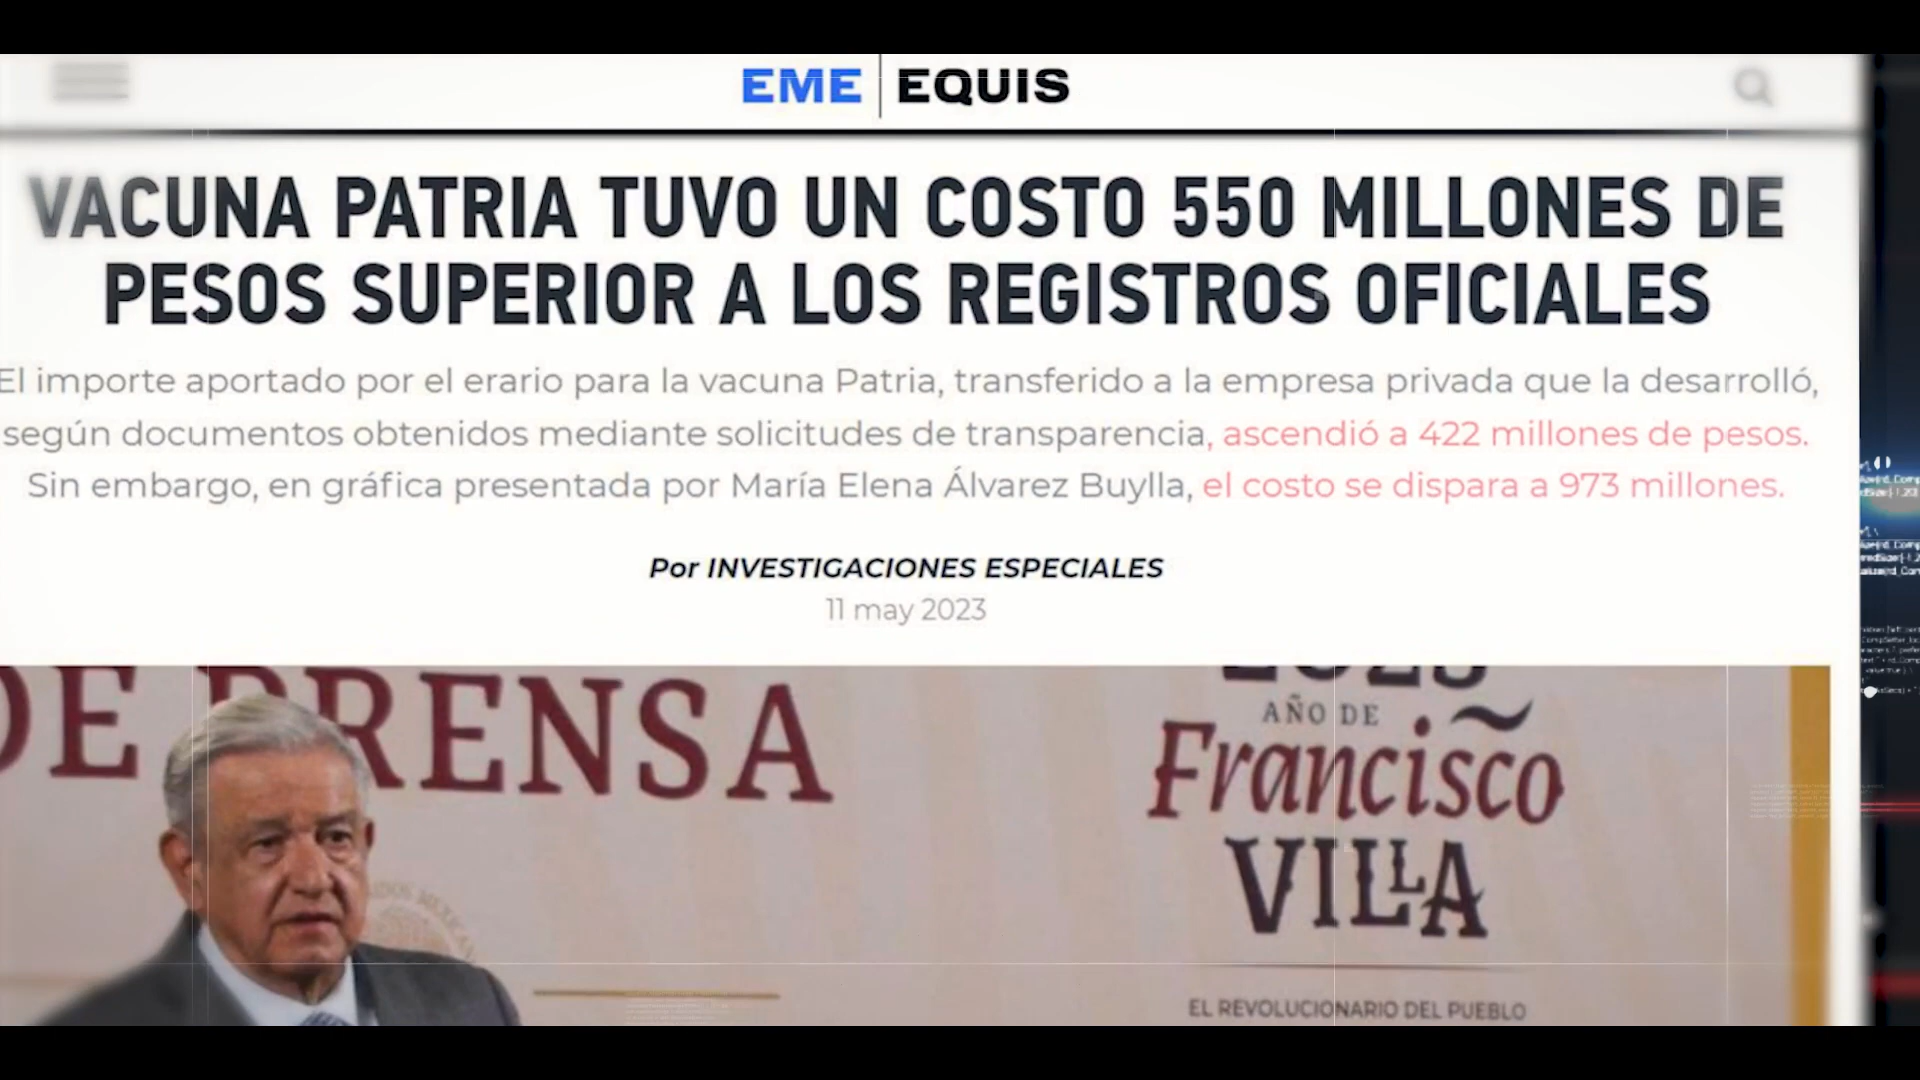 EME EQUIS
VACUNA PATRIA TUVO UN COSTO 550 MILLONES DE
PESOS SUPERIOR A LOS REGISTROS OFICIALES
El importe aportado por el erario para la vacuna Patria, transferido a la empresa privada que la desarrolló,
según documentos obtenidos mediante solicitudes de transparencia, ascendió a 422 millones de pesos.
Sin embargo, en gráfica presentada por María Elena Álvarez Buylla, el costo se dispara a 973 millones.
Por INVESTIGACIONES ESPECIALES
11 may 2023
DE PRENSA
2023
AÑO DE
Francisco
VILLA
EL REVOLUCIONARIO DEL PUEBLO